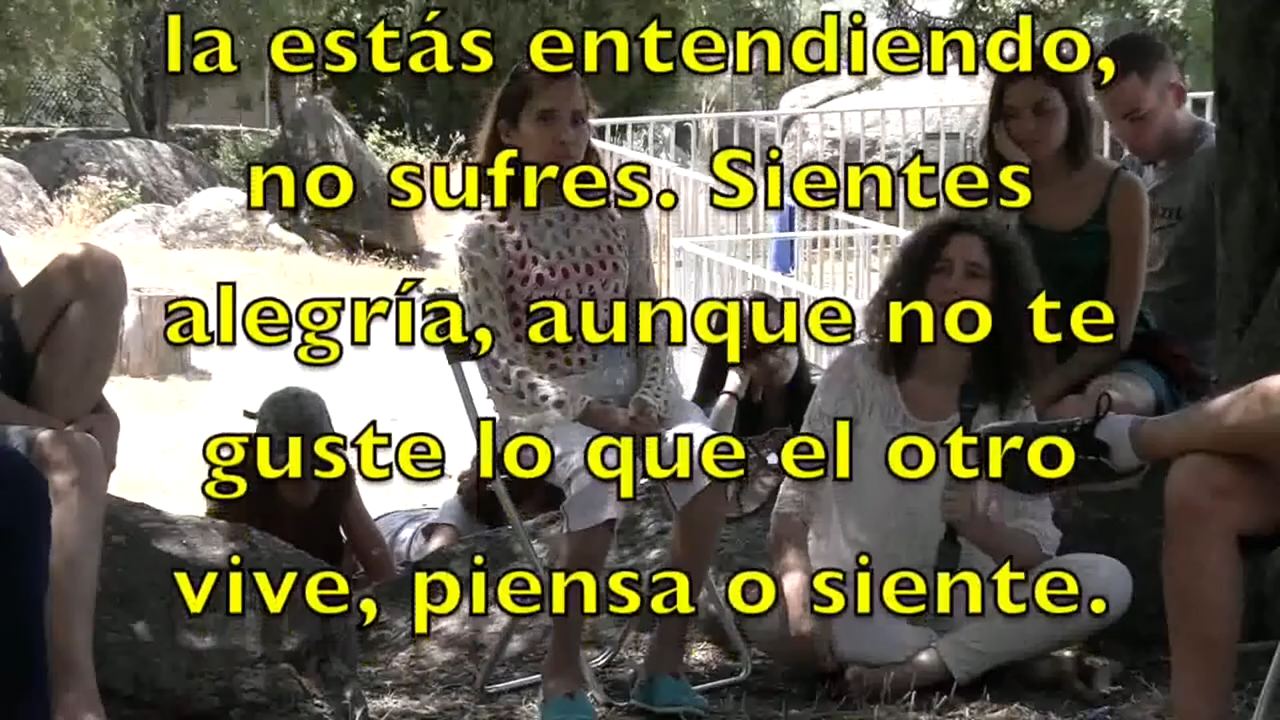 la estás entendiendo,
no sufres. Sientes
alegría, aunque no te
guste lo que el otro
vive, piensa o siente.